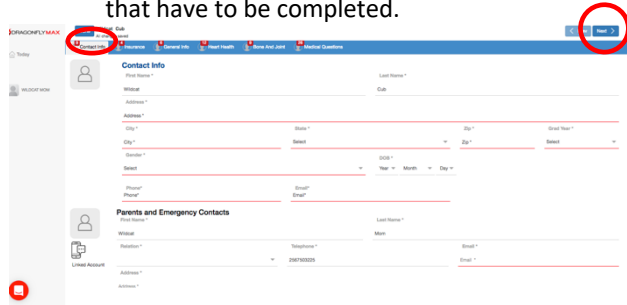 that have to be completed.
DRAGONFLYMAX
Cub
Next
Contact Info Insurance General Info Heart Health Bone And Joint Medical Questions
Today
Contact Info
First Name * Last Name *
WILDCAT MOM
Wildcat Cub
Address *
Address *
City * State * Zip * Grad Year *
City * Select Zip * Select
Gender * DOB *
Select Year Month Day
Phone* Email*
Phone* Email*
Parents and Emergency Contacts
First Name * Last Name *
Wildcat Mom
Relation * Telephone * Email *
Linked Account
2567503225 Email *
Address *
Address *